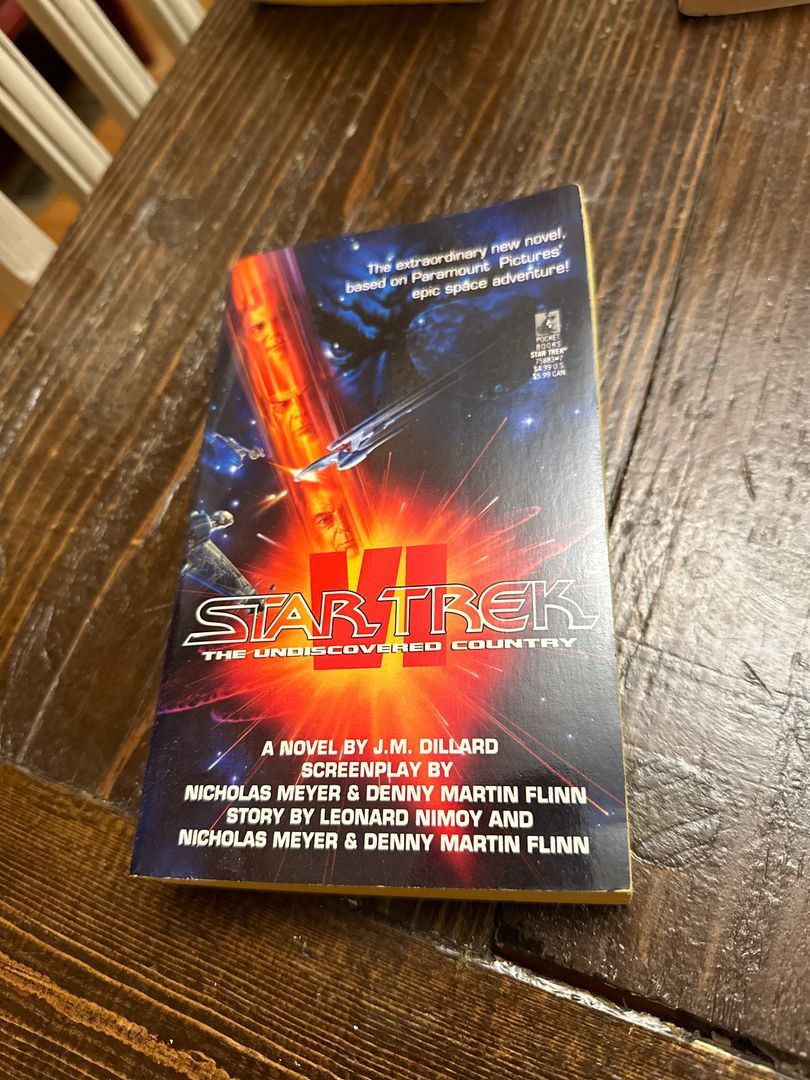 The extraordinary new novel,
based on Paramount Pictures'
epic space adventure!
POCKET
BOOKS
STAR TREK®
75883•7
$4.99 U.S.
$5.99 CAN.
VI
STAR TREK
THE UNDISCOVERED COUNTRY
A NOVEL BY J.M. DILLARD
SCREENPLAY BY
NICHOLAS MEYER & DENNY MARTIN FLINN
STORY BY LEONARD NIMOY AND
NICHOLAS MEYER & DENNY MARTIN FLINN